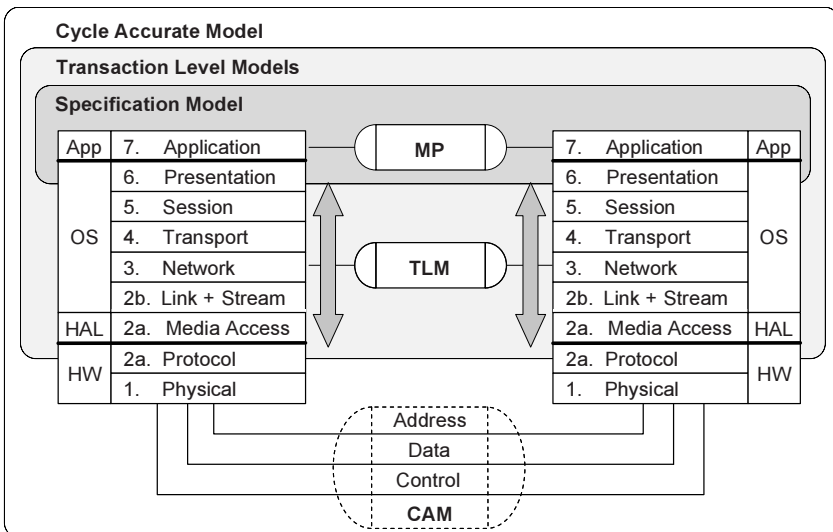 Cycle Accurate Model
Transaction Level Models
Specification Model
App 7. Application MP 7. Application App
6. Presentation 6. Presentation
5. Session 5. Session
OS 4. Transport 4. Transport OS
3. Network TLM 3. Network
2b. Link + Stream 2b. Link + Stream
HAL 2a. Media Access 2a. Media Access HAL
2a. Protocol 2a. Protocol
HW HW
1. Physical 1. Physical
Address
Data
Control
CAM